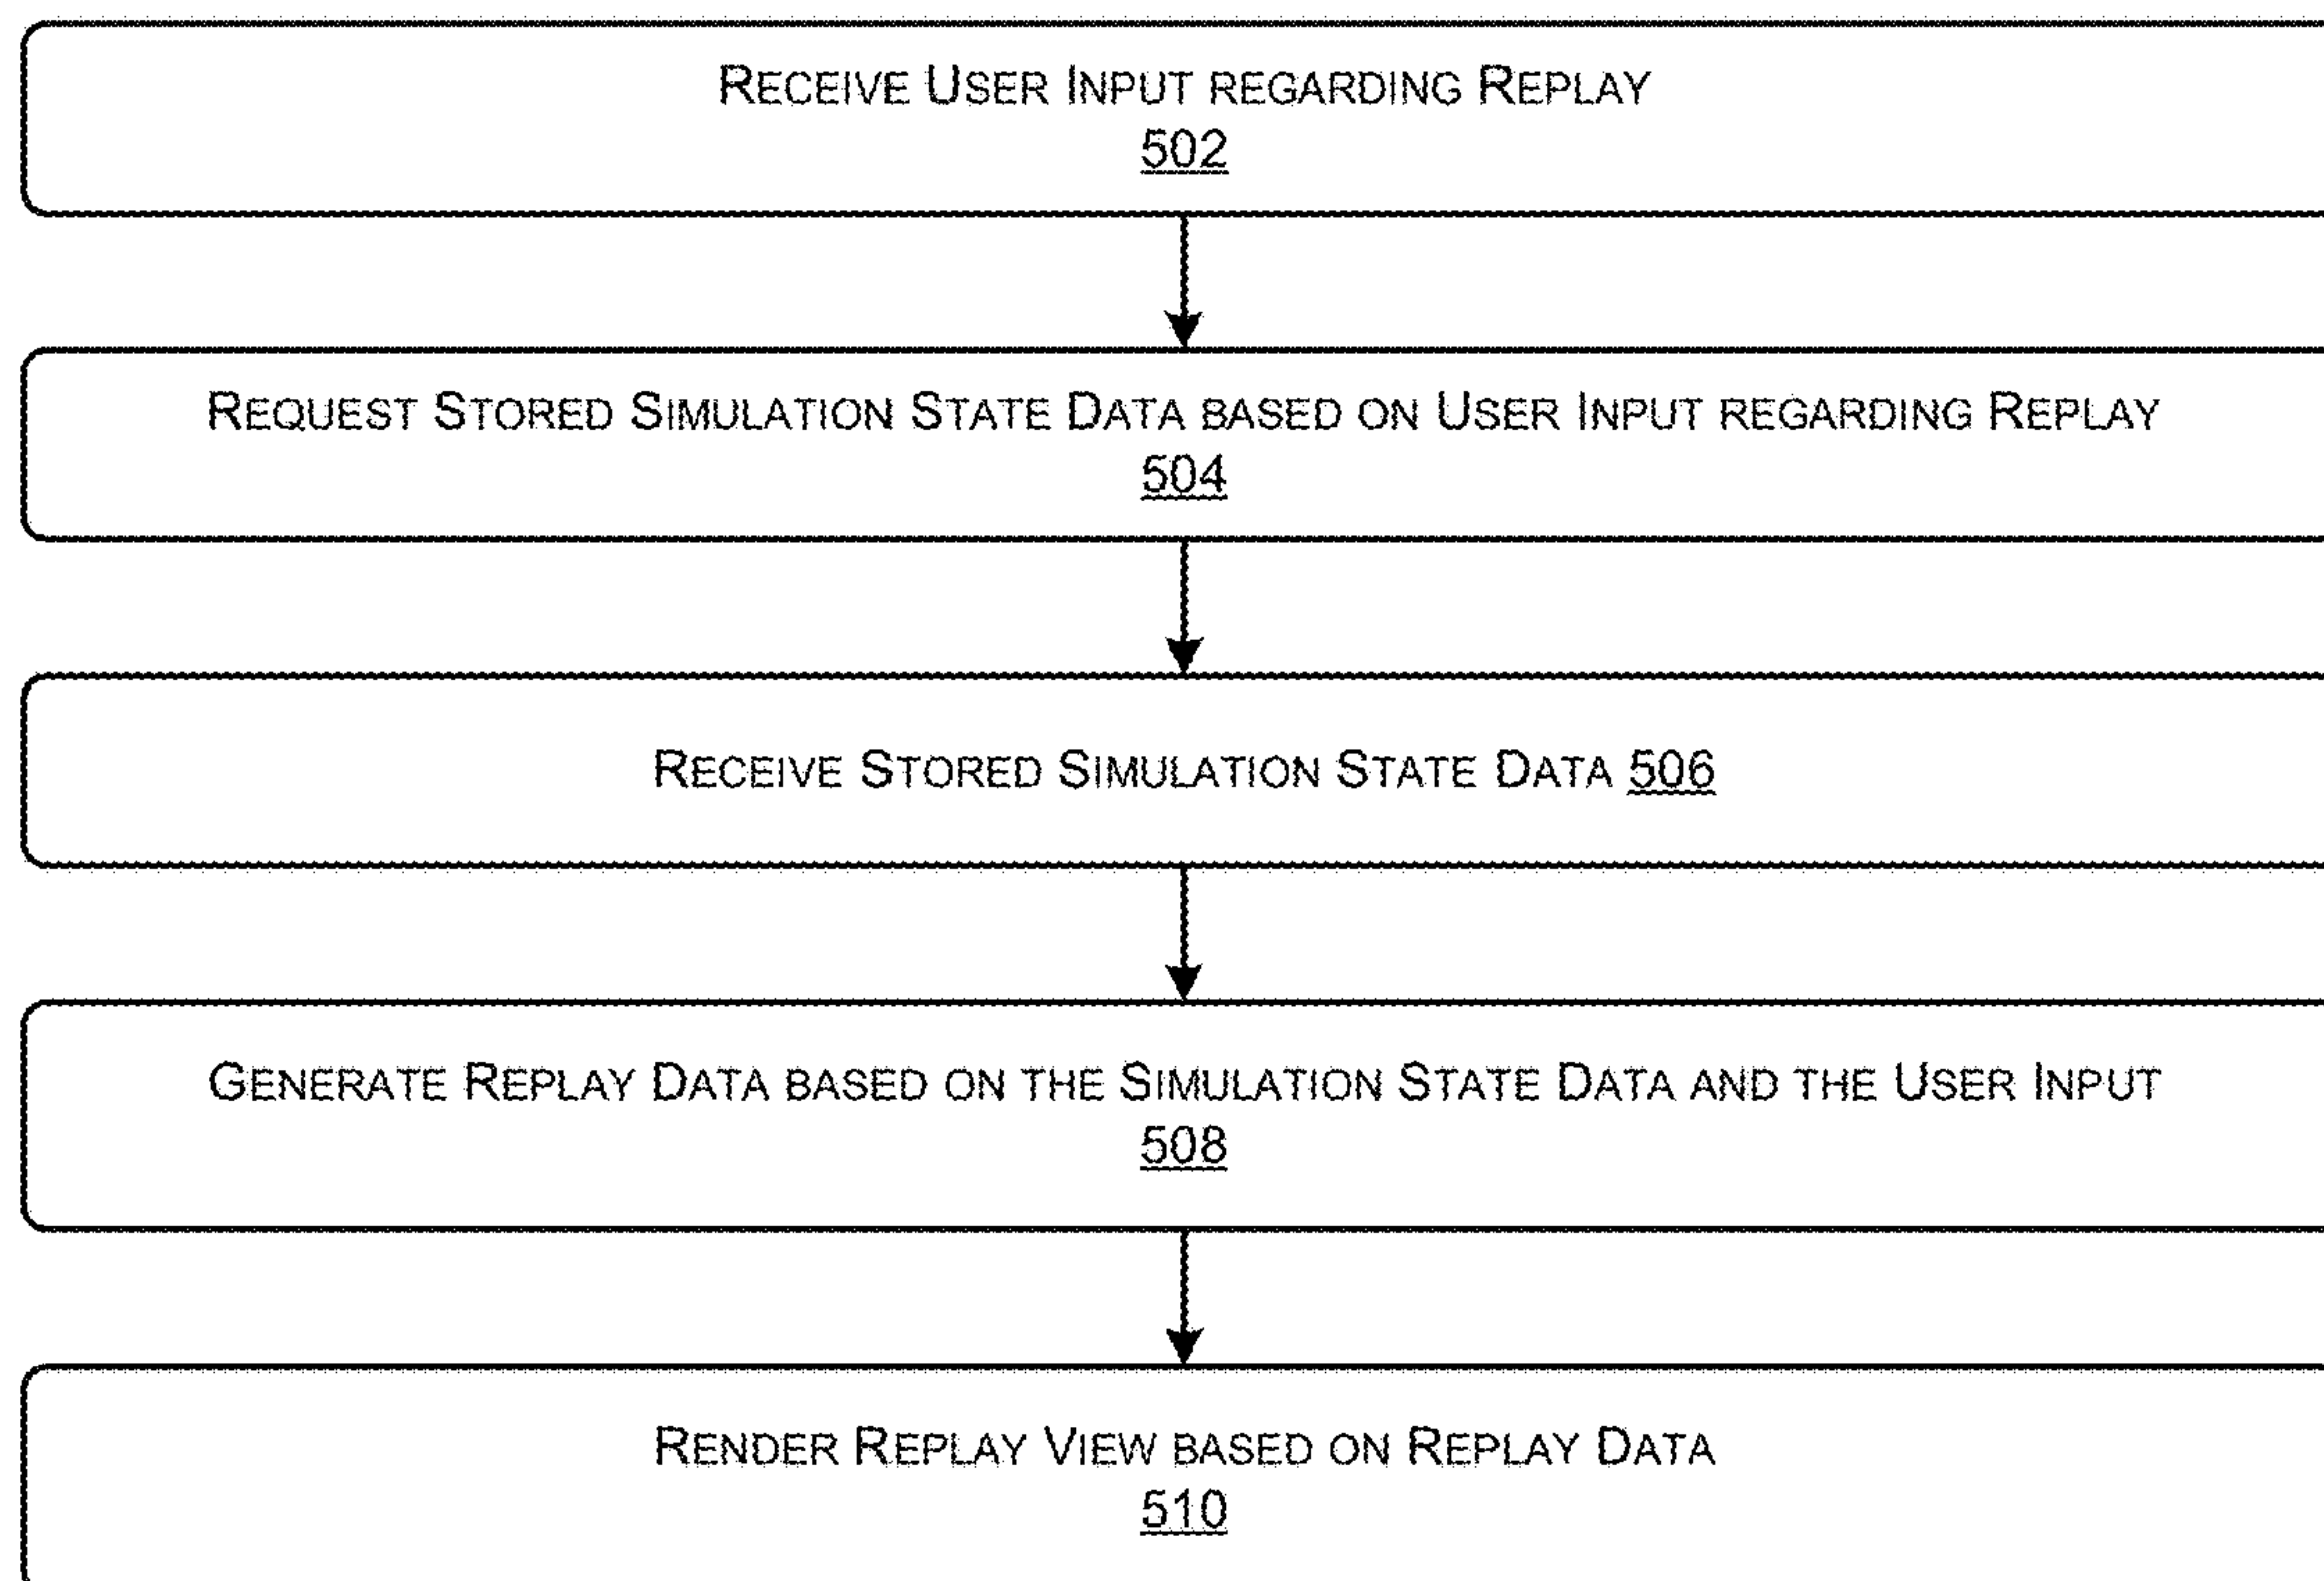 RECEIVE USER INPUT REGARDING REPLAY
502
REQUEST STORED SIMULATION STATE DATA BASED ON USER INPUT REGARDING REPLAY
504
RECEIVE STORED SIMULATION STATE DATA 506
GENERATE REPLAY DATA BASED ON THE SIMULATION STATE DATA AND THE USER INPUT
508
RENDER REPLAY VIEW BASED ON REPLAY DATA
510